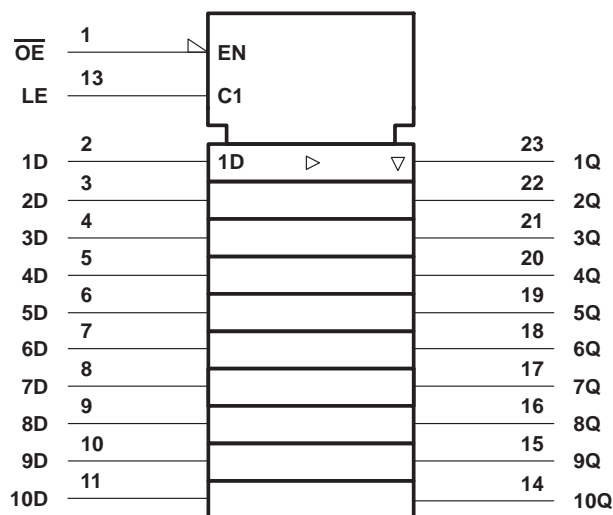 1
OE EN
13
LE C1
2 23
1D 1D 1Q
3 22
2D 2Q
4 21
3D 3Q
5 20
4D 4Q
6 19
5D 5Q
7 18
6D 6Q
8 17
7D 7Q
9 16
8D 8Q
10 15
9D 9Q
11 14
10D 10Q